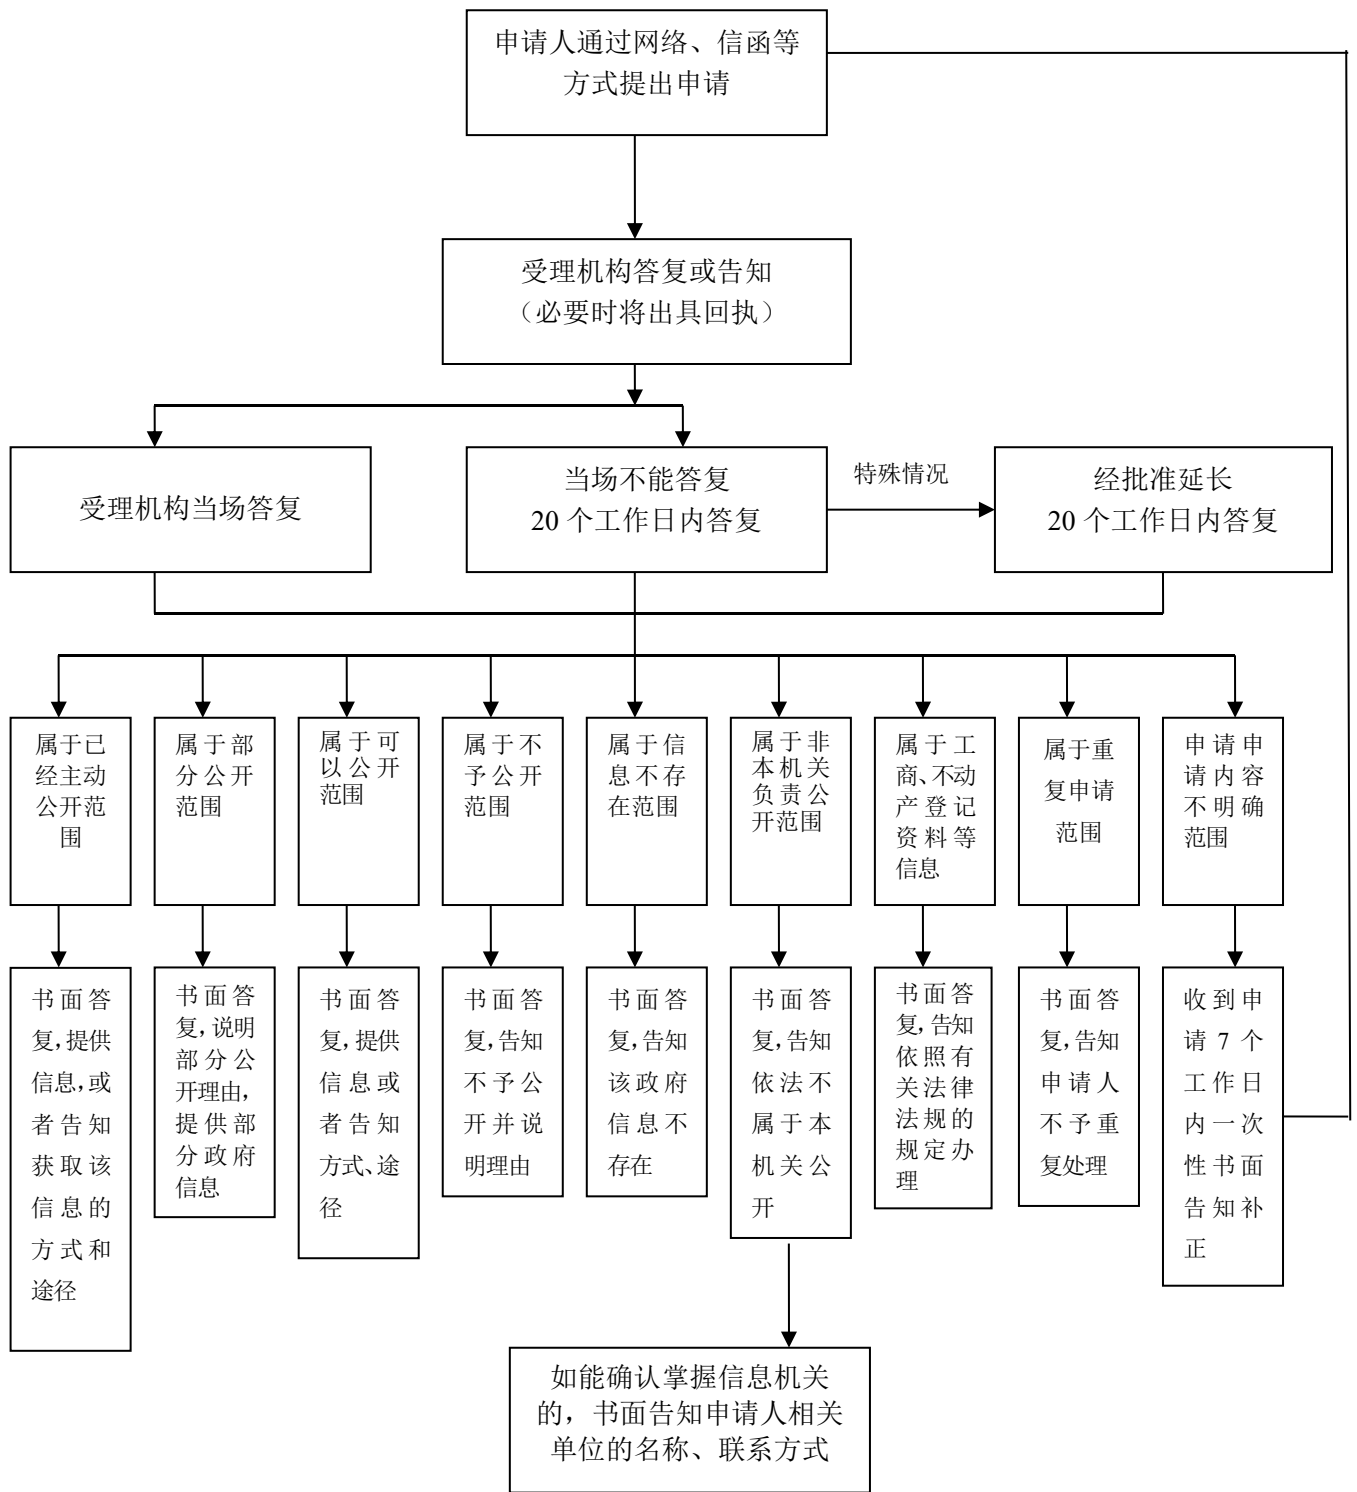 申请人通过网络、信函等
方式提出申请
受理机构答复或告知
（必要时将出具回执）
受理机构当场答复
当场不能答复
20 个工作日内答复
特殊情况
经批准延长
20 个工作日内答复
属于已
经主动
公开范
围
属于部
分公开
范围
属于可
以公开
范围
属于不
予公开
范围
属于信
息不存
在范围
属于非
本机关
负责公
开范围
属于工
商、不动
产登记
资料等
信息
属于重
复申请
范围
申请申
请内容
不明确
范围
书面答
复，提供
信息，或
者告知
获取该
信息的
方式和
途径
书面答
复，说明
部分公
开理由，
提供部
分政府
信息
书面答
复，提供
信息或
者告知
方式、途
径
书面答
复，告知
不予公
开并说
明理由
书面答
复，告知
该政府
信息不
存在
书面答
复，告知
依法不
属于本
机关公
开
书面答
复，告知
依照有
关法律
法规的
规定办
理
书面答
复，告知
申请人
不予重
复处理
收到申
请 7 个
工作日
内一次
性书面
告知补
正
如能确认掌握信息机关
的，书面告知申请人相关
单位的名称、联系方式